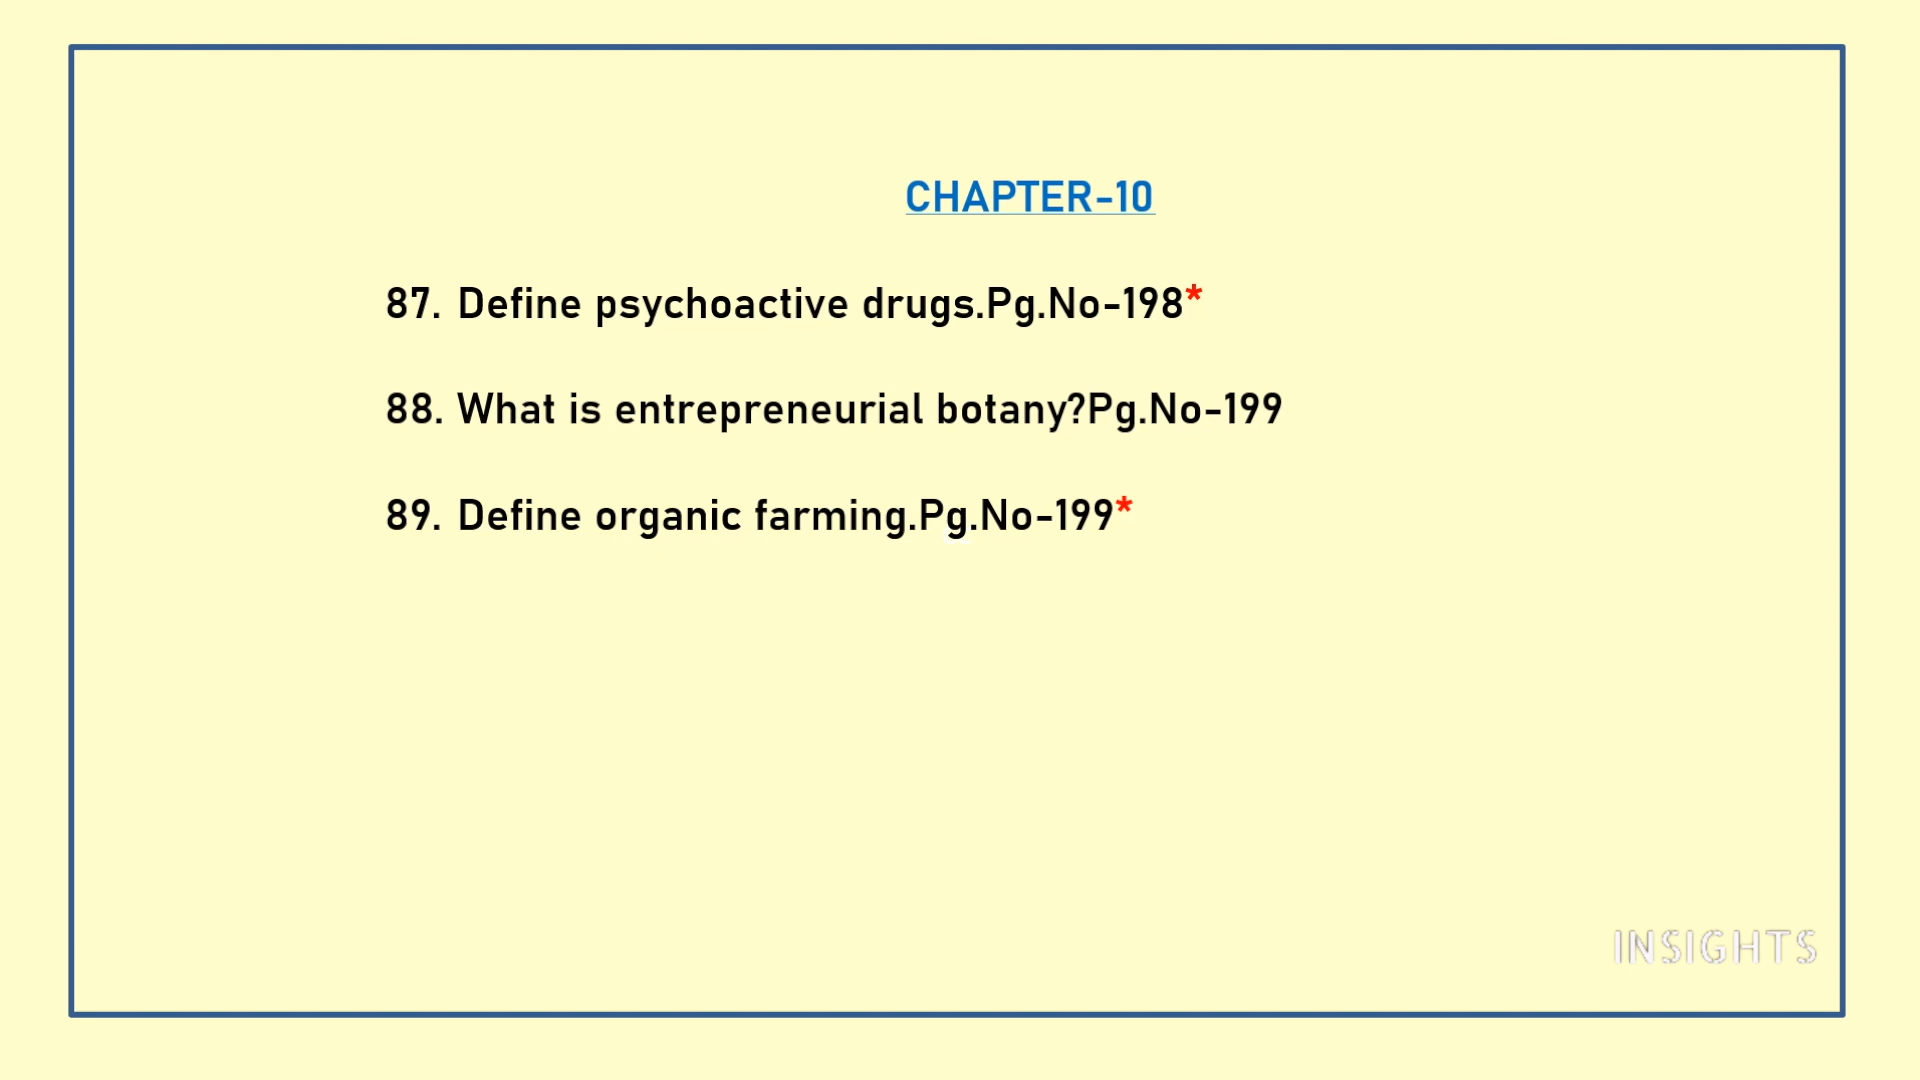 CHAPTER-10
87. Define psychoactive drugs.Pg.No-198*
88. What is entrepreneurial botany?Pg.No-199
89. Define organic farming.Pg.No-199*
INSIGHTS